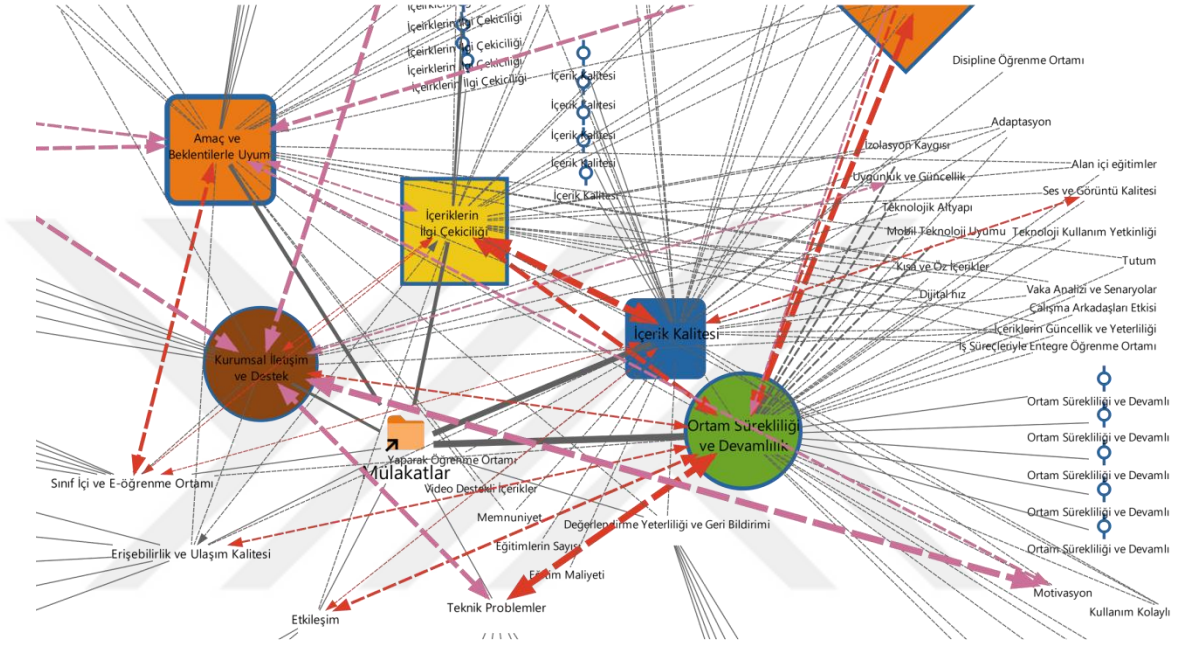 İçeriklerin İlgi Çekiciliği
İçeriklerin İlgi Çekiciliği
İçeriklerin İlgi Çekiciliği
İçeriklerin İlgi Çekiciliği
İçeriklerin İlgi Çekiciliği
İçerik Kalitesi
İçerik Kalitesi
İçerik Kalitesi
İçerik Kalitesi
İçerik Kalitesi
Disipline Öğrenme Ortamı
Adaptasyon
İzolasyon Kaygısı
Alan içi eğitimler
Uygunluk ve Güncellik
Ses ve Görüntü Kalitesi
Teknolojik Altyapı
Mobil Teknoloji Uyumu
Teknoloji Kullanım Yetkinliği
Tutum
Kısa ve Öz İçerikler
Dijital hız
Vaka Analizi ve Senaryolar
Çalışma Arkadaşları Etkisi
İçeriklerin Güncellik ve Yeterliliği
İş Süreçleriyle Entegre Öğrenme Ortamı
Amaç ve
Beklentilerle Uyum
İçeriklerin
İlgi Çekiciliği
İçerik Kalitesi
Kurumsal İletişim
ve Destek
Ortam Sürekliliği
ve Devamlılık
Mülakatlar
Ortam Sürekliliği ve Devamlı
Ortam Sürekliliği ve Devamlı
Ortam Sürekliliği ve Devamlı
Ortam Sürekliliği ve Devamlı
Ortam Sürekliliği ve Devamlı
Yaparak Öğrenme Ortamı
Sınıf İçi ve E-öğrenme Ortamı
Video Destekli İçerikler
Memnuniyet
Değerlendirme Yeterliliği ve Geri Bildirimi
Eğitimlerin Sayısı
Erişebilirlik ve Ulaşım Kalitesi
Eğitim Maliyeti
Motivasyon
Teknik Problemler
Kullanım Kolaylı
Etkileşim